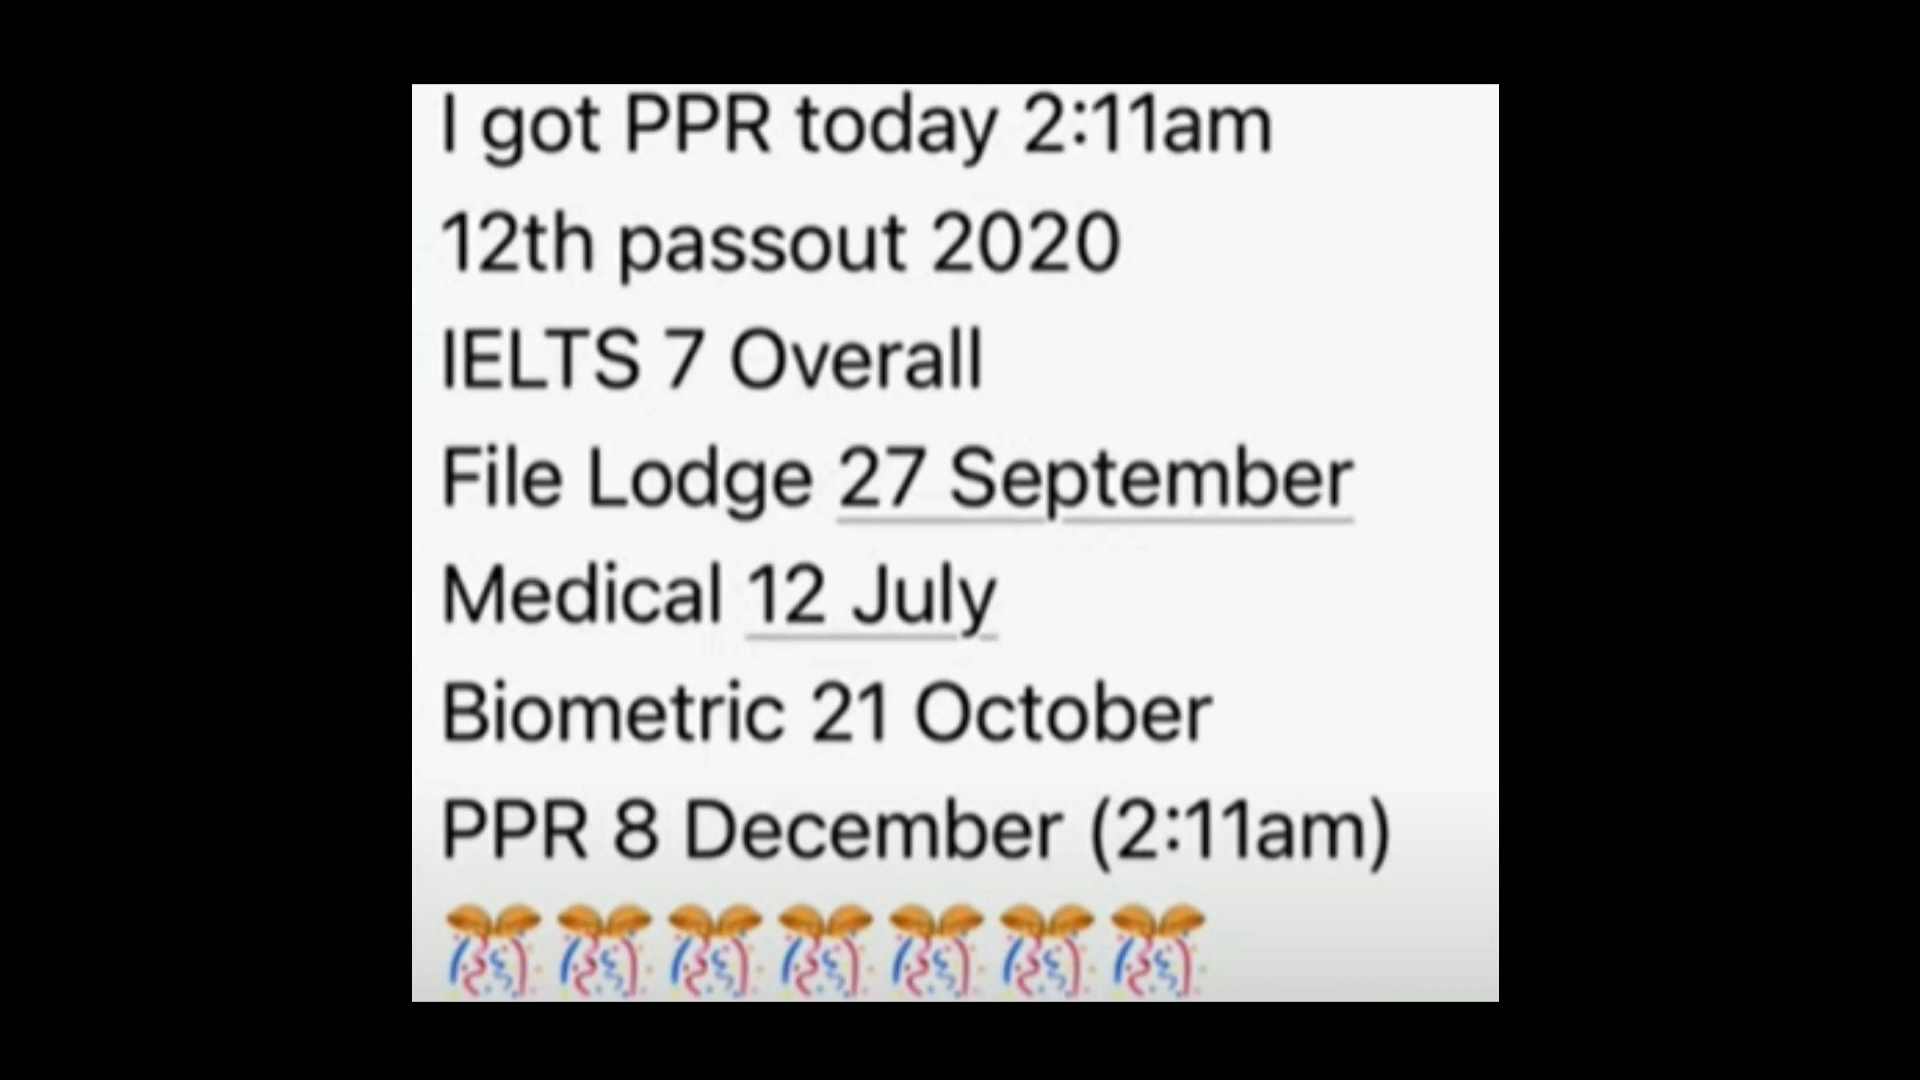 I got PPR today 2:11am
12th passout 2020
IELTS 7 Overall
File Lodge 27 September
Medical 12 July
Biometric 21 October
PPR 8 December (2:11am)
🎊🎊🎊🎊🎊🎊🎊